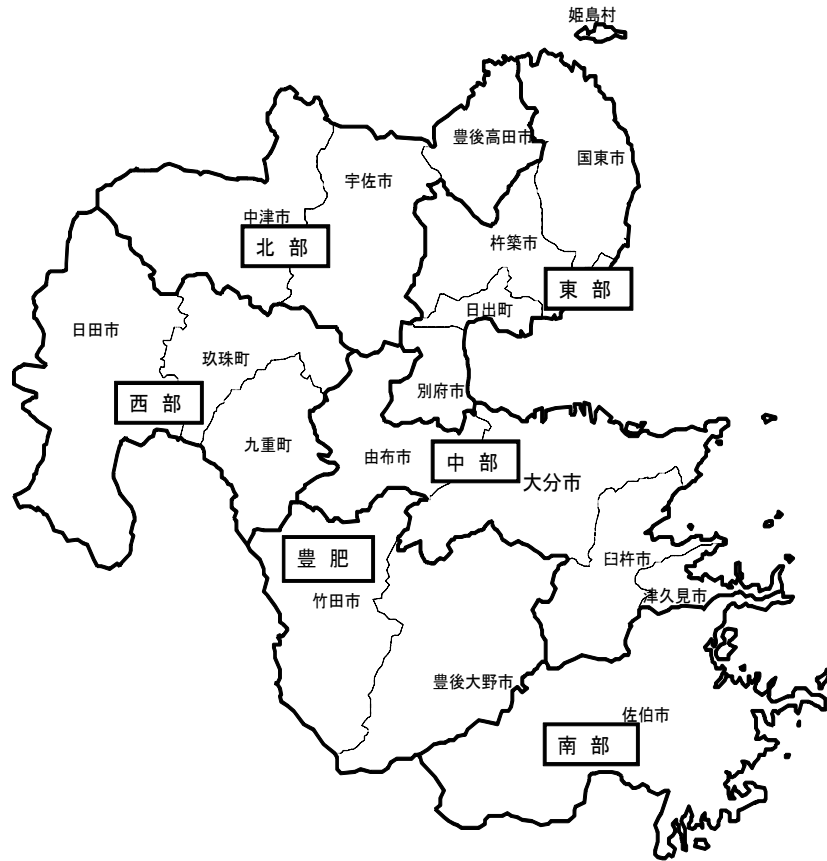 姫島村
豊後高田市
国東市
宇佐市
中津市
北部
杵築市
東部
日出町
日田市
玖珠町
別府市
西部
九重町
由布市
中部
大分市
豊肥
臼杵市
竹田市
津久見市
豊後大野市
佐伯市
南部